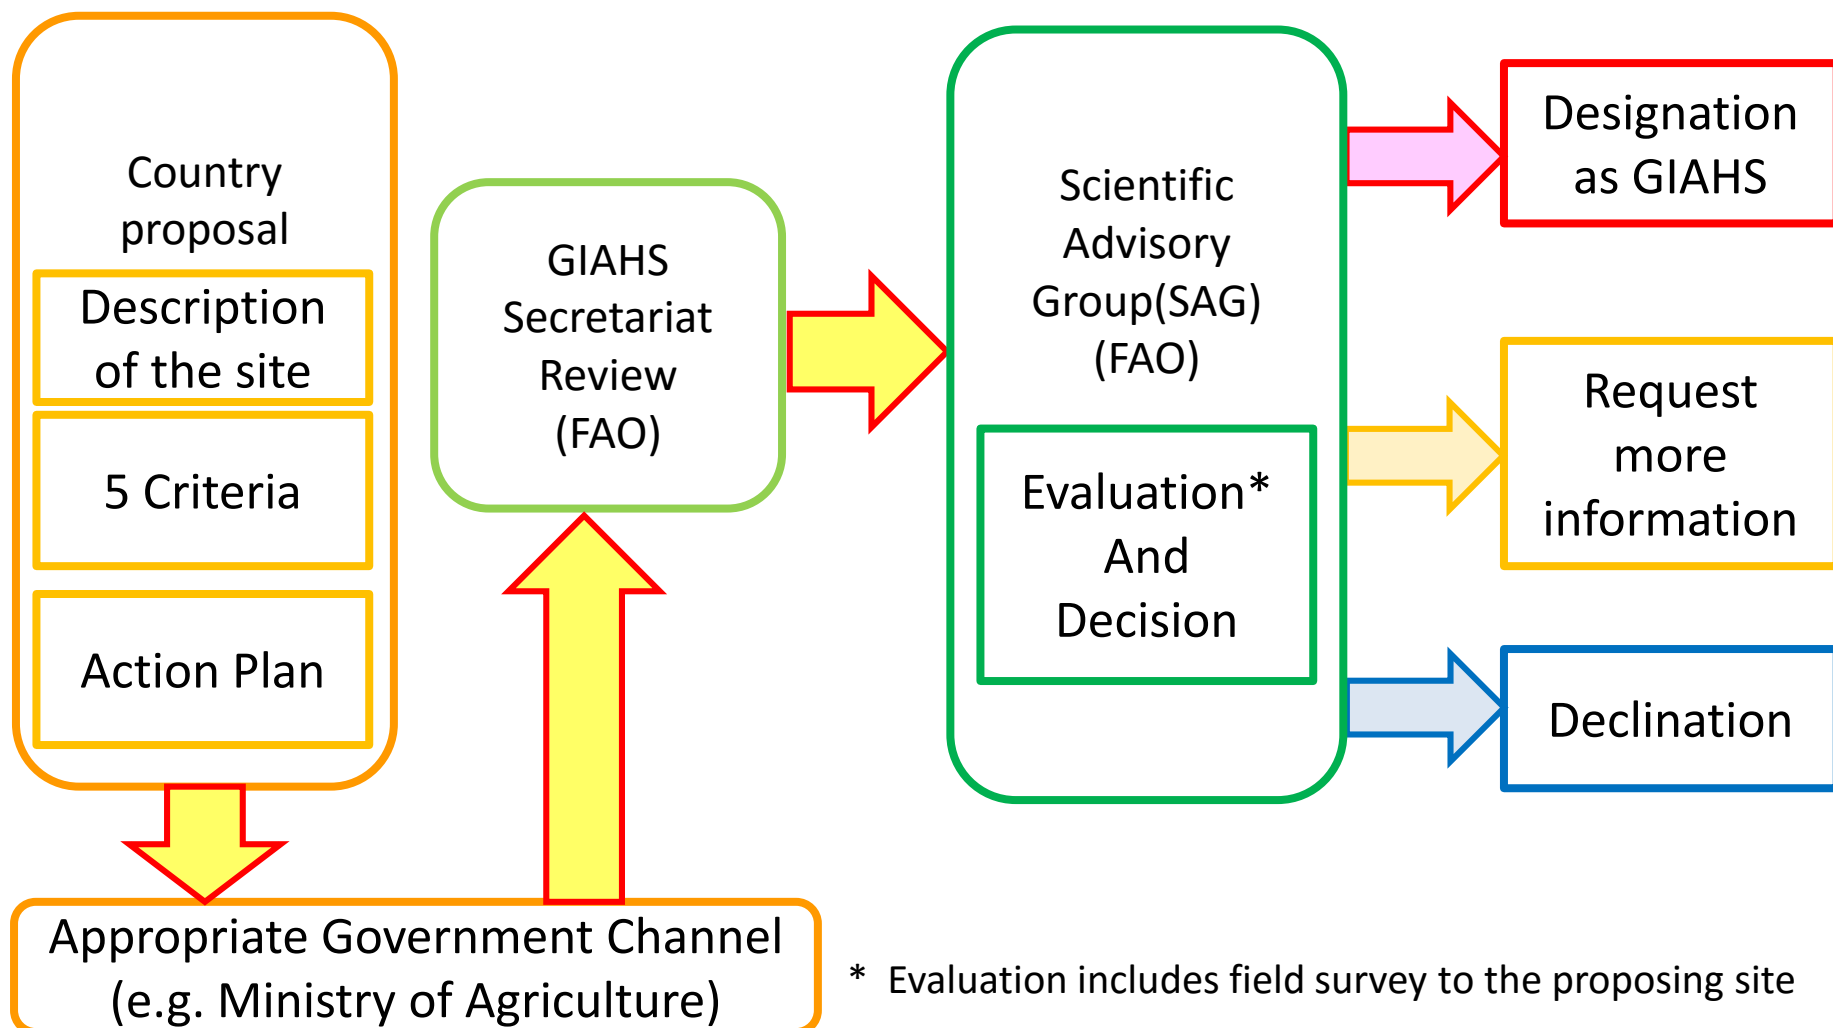 Country
proposal
Description
of the site
5 Criteria
Action Plan
Appropriate Government Channel
(e.g. Ministry of Agriculture)
GIAHS
Secretariat
Review
(FAO)
Scientific
Advisory
Group(SAG)
(FAO)
Evaluation*
And
Decision
Designation
as GIAHS
Request
more
information
Declination
* Evaluation includes field survey to the proposing site